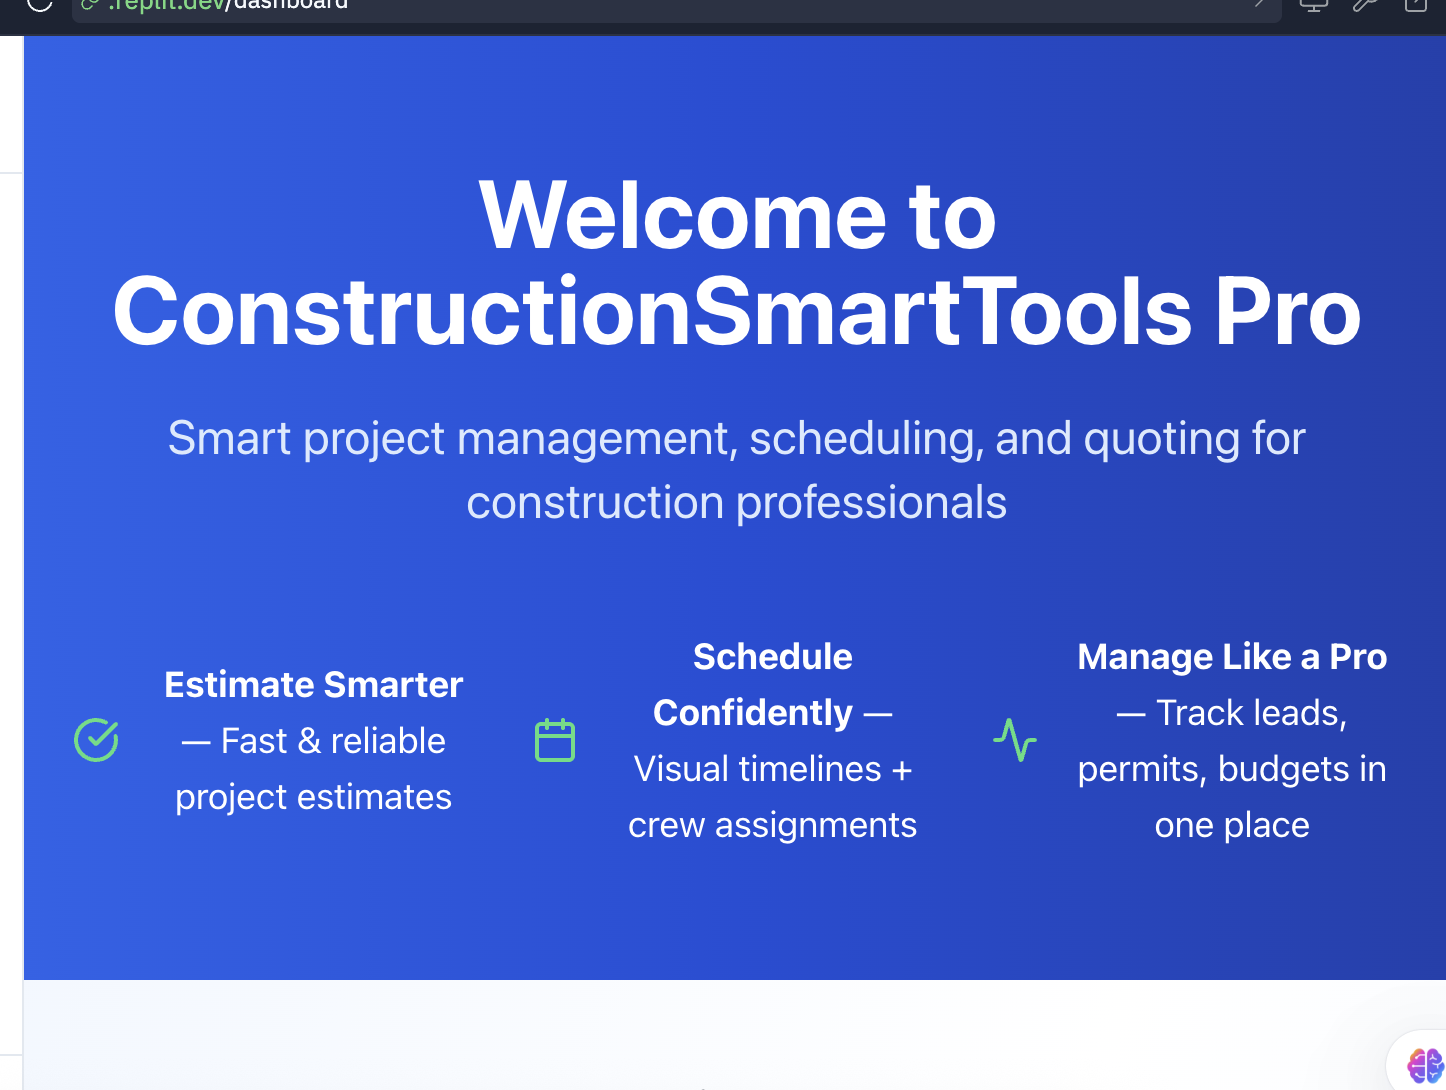 .replit.dev/dashboard
Welcome to
ConstructionSmartTools Pro
Smart project management, scheduling, and quoting for
construction professionals
Estimate Smarter
— Fast & reliable
project estimates
Schedule
Confidently —
Visual timelines +
crew assignments
Manage Like a Pro
— Track leads,
permits, budgets in
one place